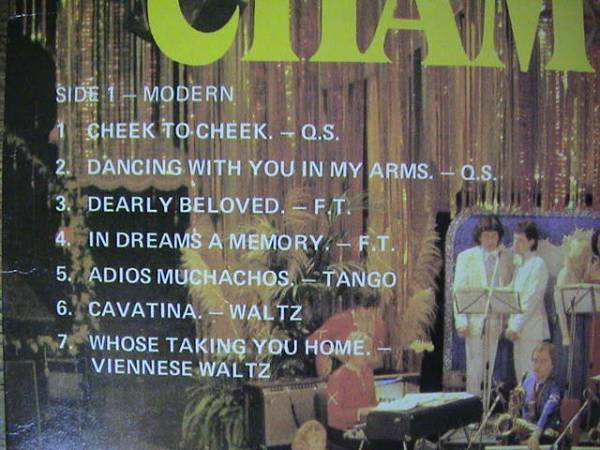 CHAM
SIDE 1 – MODERN
1 CHEEK TO CHEEK. – Q.S.
2. DANCING WITH YOU IN MY ARMS. – Q.S.
3. DEARLY BELOVED. – F.T.
4. IN DREAMS A MEMORY. – F.T.
5. ADIOS MUCHACHOS. – TANGO
6. CAVATINA. – WALTZ
7. WHOSE TAKING YOU HOME. –
VIENNESE WALTZ